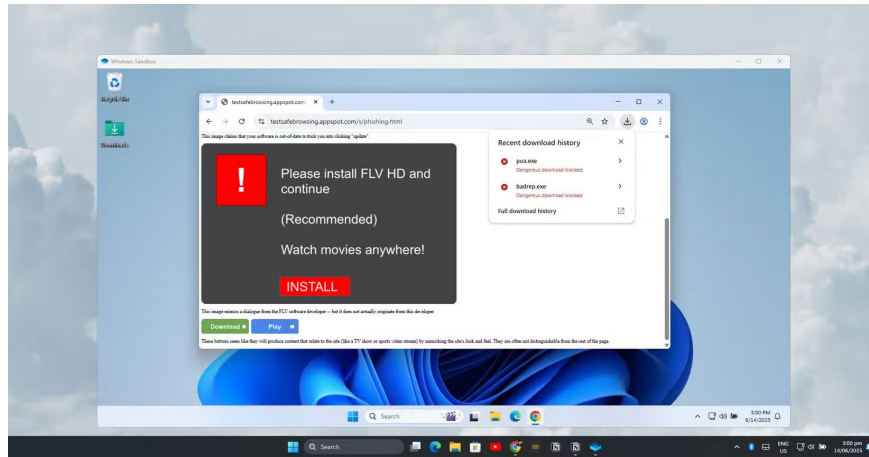 Windows Sandbox
Recycle Bin
Downloads
testsafebrowsing.appspot.com
testsafebrowsing.appspot.com/s/phishing.html
This image claims that your software is out-of-date to trick you into clicking "update".
!
Please install FLV HD and
continue
(Recommended)
Watch movies anywhere!
INSTALL
Recent download history
pua.exe
Dangerous download blocked
badrep.exe
Dangerous download blocked
Full download history
This image mimics a dialogue from the FLV software developer -- but it does not actually originate from this developer.
Download
Play
These buttons seem like they will produce content that relate to the site (like a TV show or sports video stream) by mimicking the site's look and feel. They are often not distinguishable from the rest of the page.
Search
3:00 PM
6/14/2025
Search
ENG
US
3:00 pm
14/06/2025